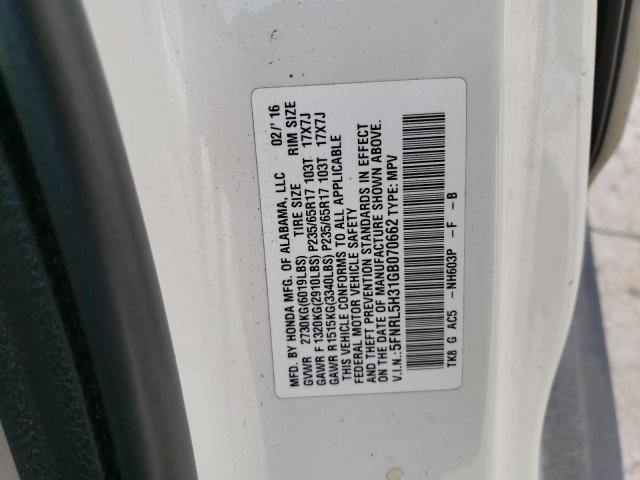 MFD. BY HONDA MFG. OF ALABAMA, LLC 02/'16
TIRE SIZE RIM SIZE
GVWR 2730KG(6019LBS)
GAWR F 1320KG(2910LBS) P235/65R17 103T 17X7J
GAWR R1515KG(3340LBS) P235/65R17 103T 17X7J
THIS VEHICLE CONFORMS TO ALL APPLICABLE
FEDERAL MOTOR VEHICLE SAFETY
AND THEFT PREVENTION STANDARDS IN EFFECT
ON THE DATE OF MANUFACTURE SHOWN ABOVE.
V.I.N.:5FNRL5H31GB070662 TYPE: MPV
TK8 G AC5 -NH603P -F -B